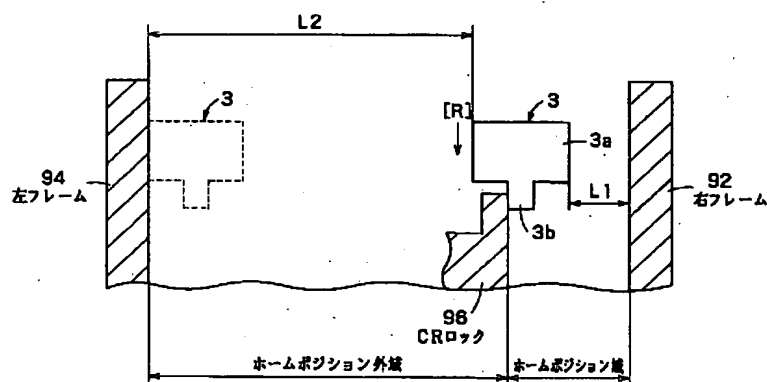 L2
3
[R]
3
3a
94
左フレーム
L1
92
右フレーム
3b
96
CRロック
ホームポジション外域
ホームポジション域